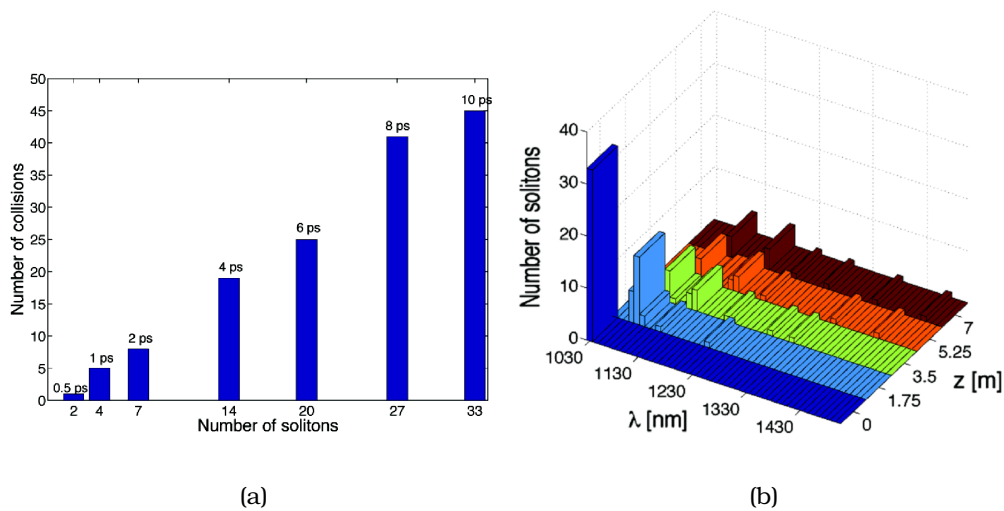 50
45
40
35
30
25
20
15
10
5
0
Number of collisions
0.5 ps
1 ps
2 ps
4 ps
6 ps
8 ps
10 ps
2 4 7 14 20 27 33
Number of solitons
(a)
40
30
20
10
0
Number of solitons
1030
1130
1230
1330
1430
λ [nm]
0
1.75
3.5
5.25
7
z [m]
(b)